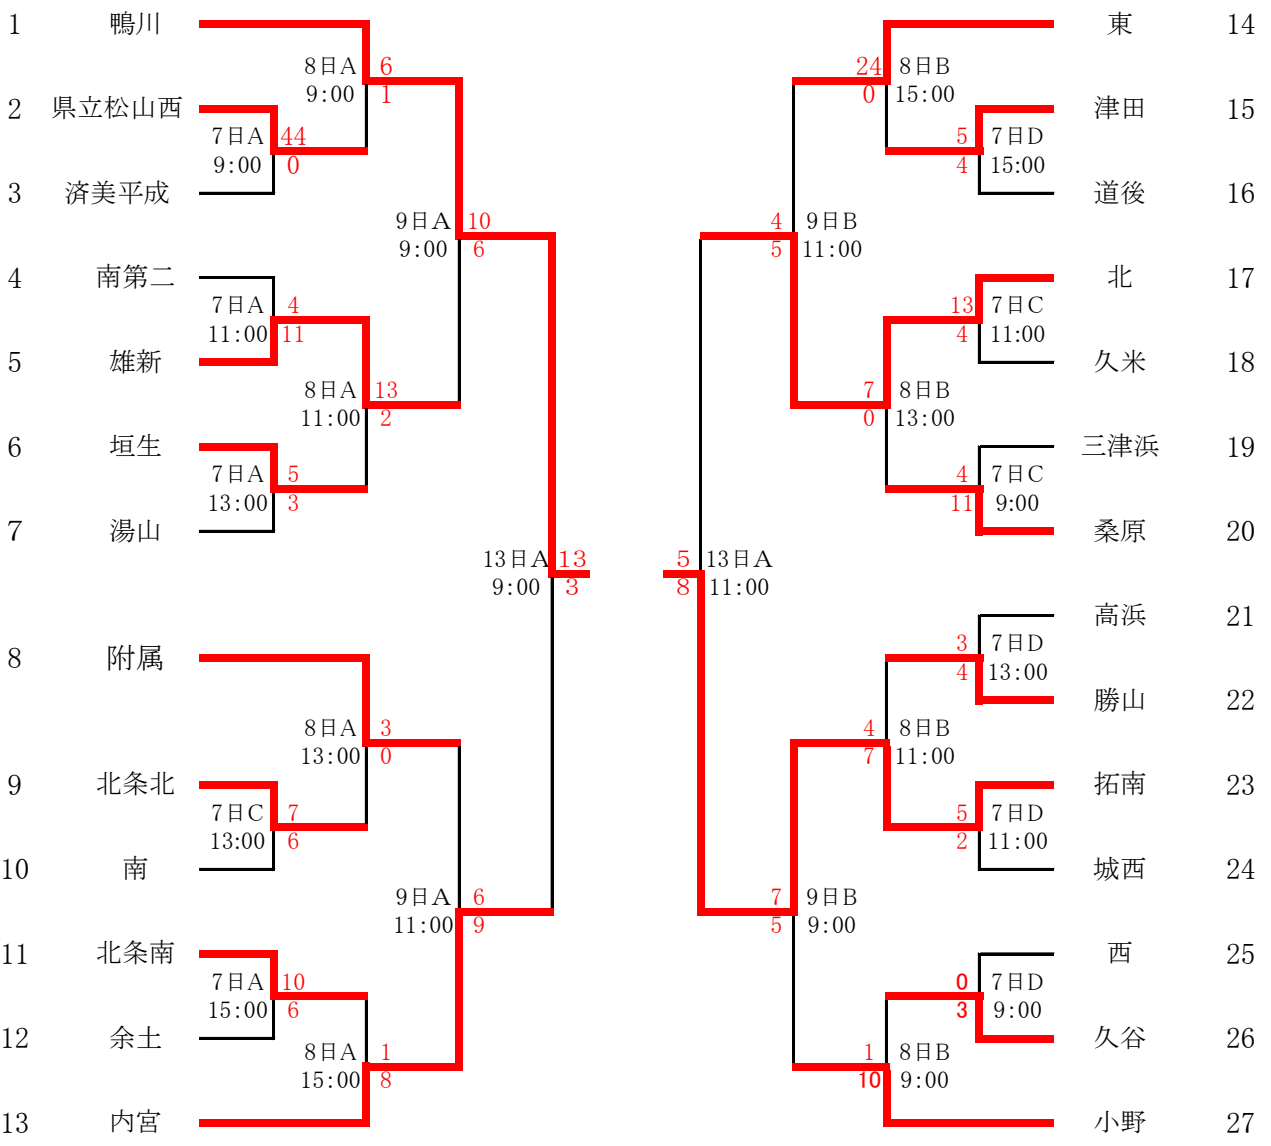 1 鴨川
8日A 6
9:00 1
2 県立松山西
7日A 44
9:00 0
3 済美平成
9日A 10
9:00 6
4 南第二
7日A 4
11:00 11
5 雄新
8日A 13
11:00 2
6 垣生
7日A 5
13:00 3
7 湯山
13日A 13
9:00 3
8 附属
8日A 3
13:00 0
9 北条北
7日C 7
13:00 6
10 南
9日A 6
11:00 9
11 北条南
7日A 10
15:00 6
12 余土
8日A 1
15:00 8
13 内宮
東 14
24 8日B
0 15:00
津田 15
5 7日D
4 15:00
道後 16
4 9日B
5 11:00
北 17
13 7日C
4 11:00
久米 18
7 8日B
0 13:00
三津浜 19
4 7日C
11 9:00
桑原 20
5 13日A
8 11:00
高浜 21
3 7日D
4 13:00
勝山 22
4 8日B
7 11:00
拓南 23
5 7日D
2 11:00
城西 24
7 9日B
5 9:00
西 25
0 7日D
3 9:00
久谷 26
1 8日B
10 9:00
小野 27